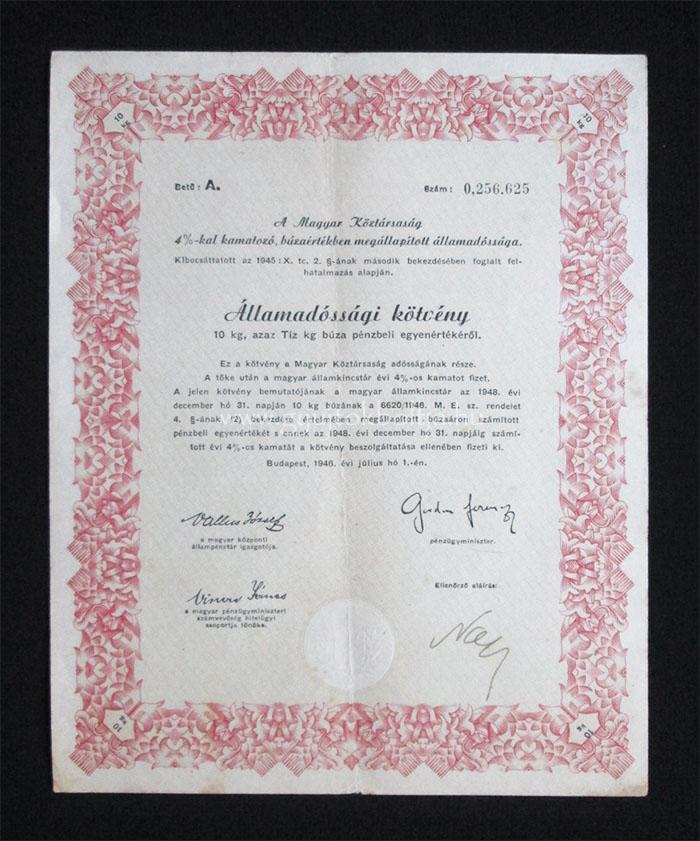 10 kg
10 kg
Betű: A.
Szám: 0,256.625
A Magyar Köztársaság
4%-kal kamatozó, búzaértékben megállapított államadóssága.
Kibocsáttatott az 1945: X. tc. 2. §-ának második bekezdésében foglalt fel-
hatalmazás alapján.
Államadóssági kötvény
10 kg, azaz Tíz kg búza pénzbeli egyenértékéről.
Ez a kötvény a Magyar Köztársaság adósságának része.
A tőke után a magyar államkincstár évi 4%-os kamatot fizet.
A jelen kötvény bemutatójának a magyar államkincstár az 1948. évi
december hó 31. napján 10 kg búzának a 6620/1946. M. E. sz. rendelet
4. §-ának (2) bekezdése értelmében megállapított búzáron számított
pénzbeli egyenértékét s ennek az 1948. évi december hó 31. napjáig számí-
tott évi 4%-os kamatát a kötvény beszolgáltatása ellenében fizeti ki.
Budapest, 1946. évi július hó 1.-én.
a magyar központi
állampénztár igazgatója.
pénzügyminiszter.
Ellenőrző aláírás:
a magyar pénzügyminiszteri
számvevőség hitelügyi
csoportja főnöke.
10 kg
10 kg